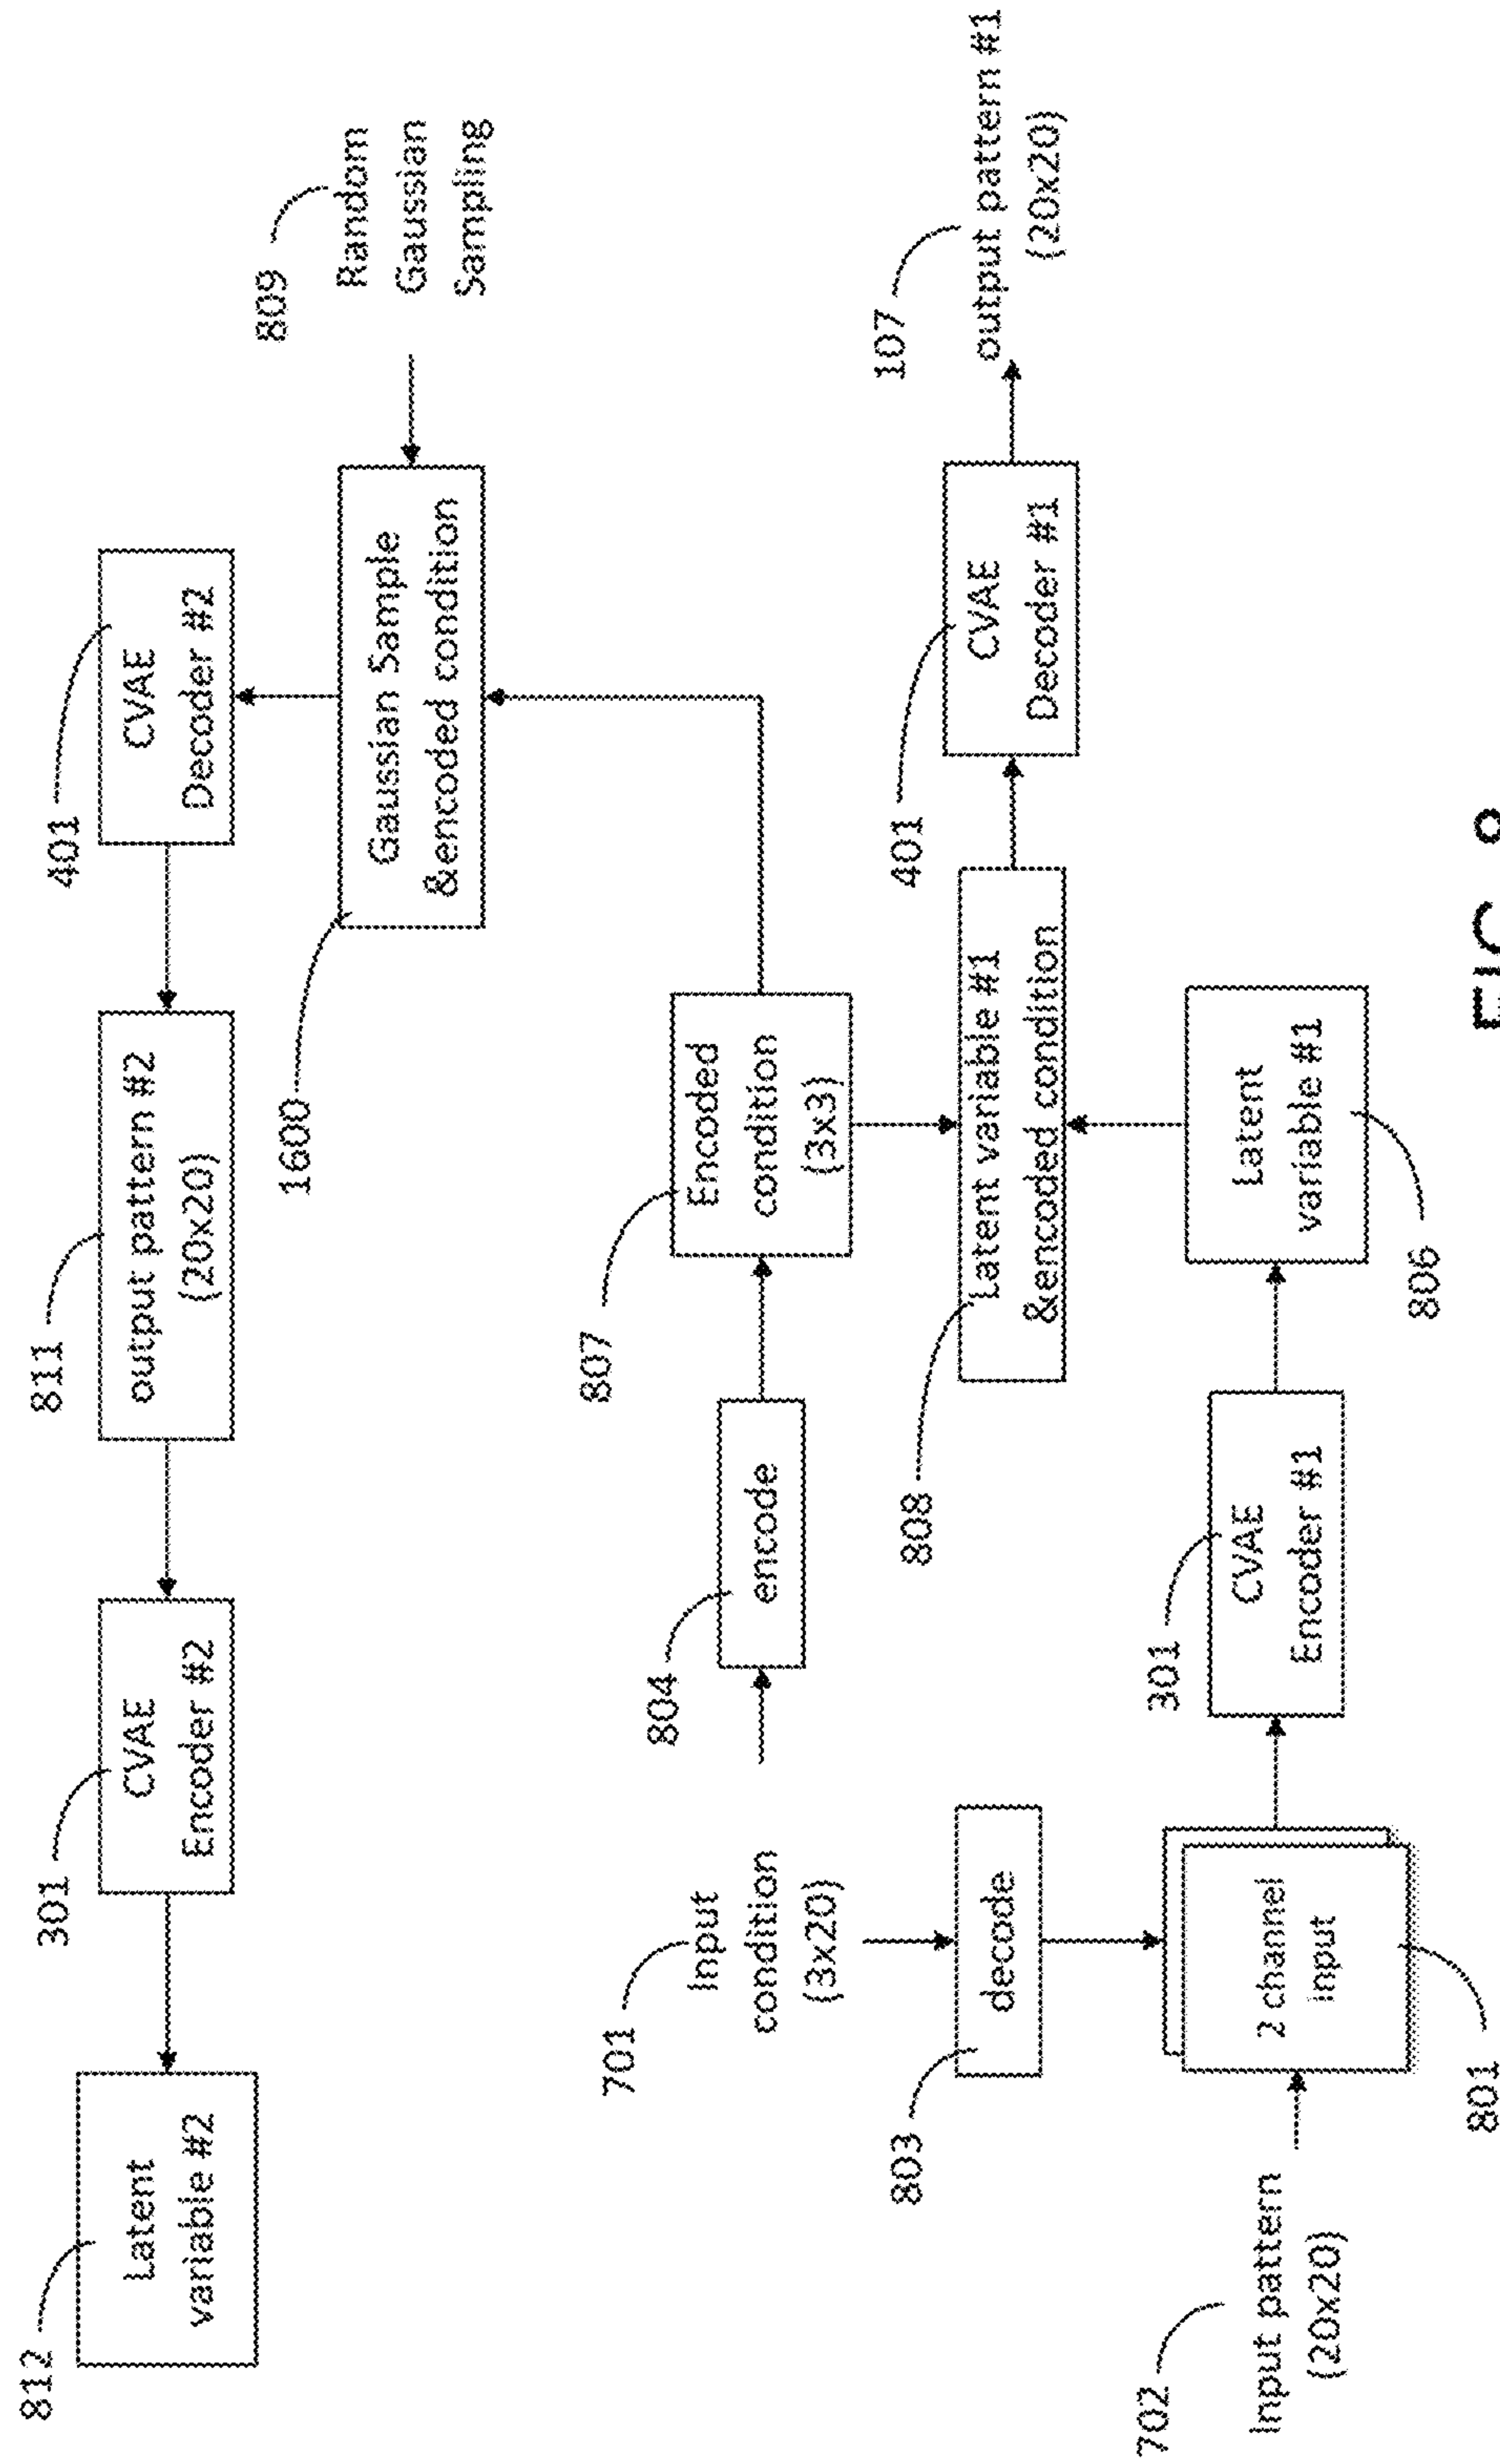 812
Latent
variable #2
301
CVAE
Encoder #2
811
output pattern #2
(20x20)
401
CVAE
Decoder #2
1600
Gaussian Sample
&encoded condition
809
Random
Gaussian
Sampling
701
Input
condition
(3x20)
804
encode
807
Encoded
condition
(3x3)
803
decode
808
Latent variable #1
&encoded condition
401
CVAE
Decoder #1
107
output pattern #1
(20x20)
702
Input pattern
(20x20)
2 channel
input
801
301
CVAE
Encoder #1
Latent
variable #1
806
FIG. 8